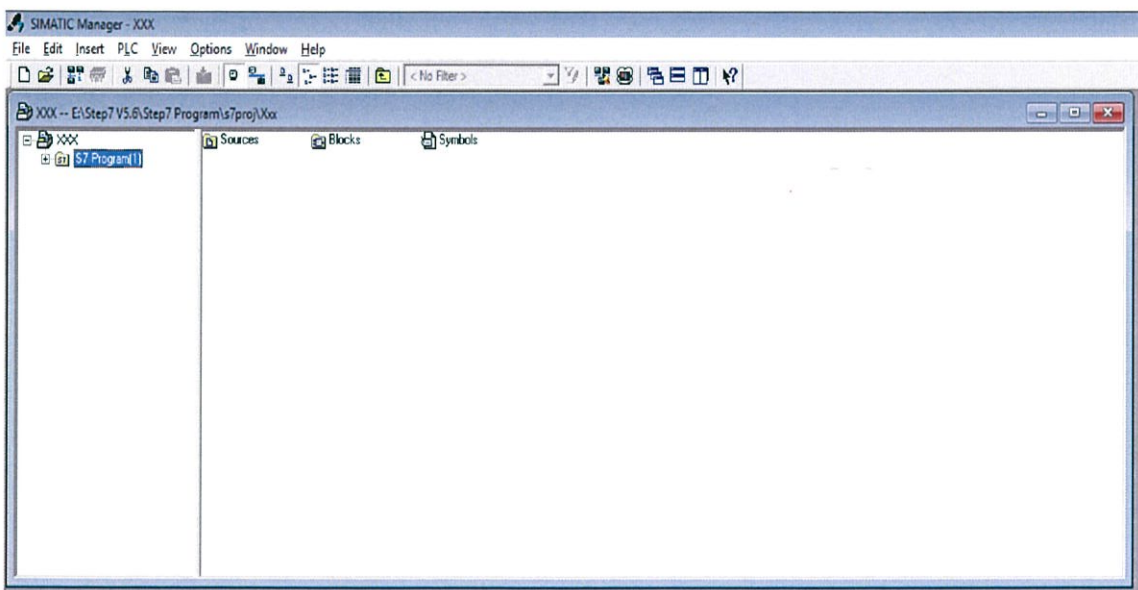 SIMATIC Manager - XXX
File Edit Insert PLC View Options Window Help
< No Filter >
XXX -- E:\Step7 V5.6\Step7 Program\s7proj\Xxx
XXX Sources Blocks Symbols
S7 Program(1)